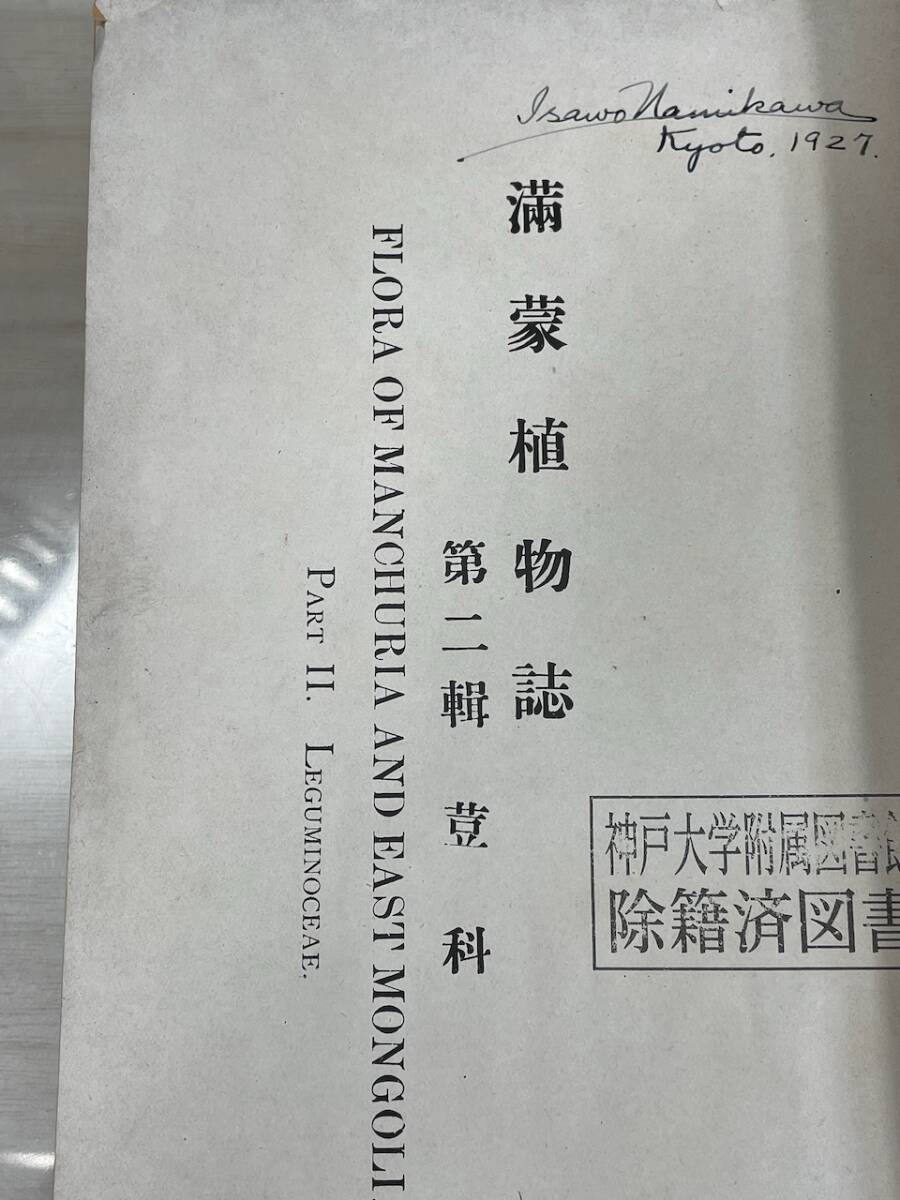 Isawo Namikawa
Kyoto, 1927.
滿蒙植物誌
第二輯 荳科
FLORA OF MANCHURIA AND EAST MONGOLI
PART II. LEGUMINOCEAE.
神戸大学附属図書館
除籍済図書